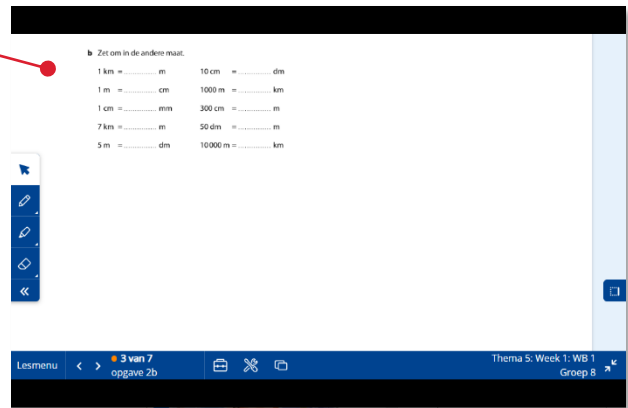 b Zet om in de andere maat.
1 km = ............... m 10 cm = ............... dm
1 m = ............... cm 1000 m = ............... km
1 cm = ............... mm 300 cm = ............... m
7 km = ............... m 50 dm = ............... m
5 m = ............... dm 10 000 m = ............... km
Lesmenu
3 van 7
opgave 2b
Thema 5: Week 1: WB 1
Groep 8